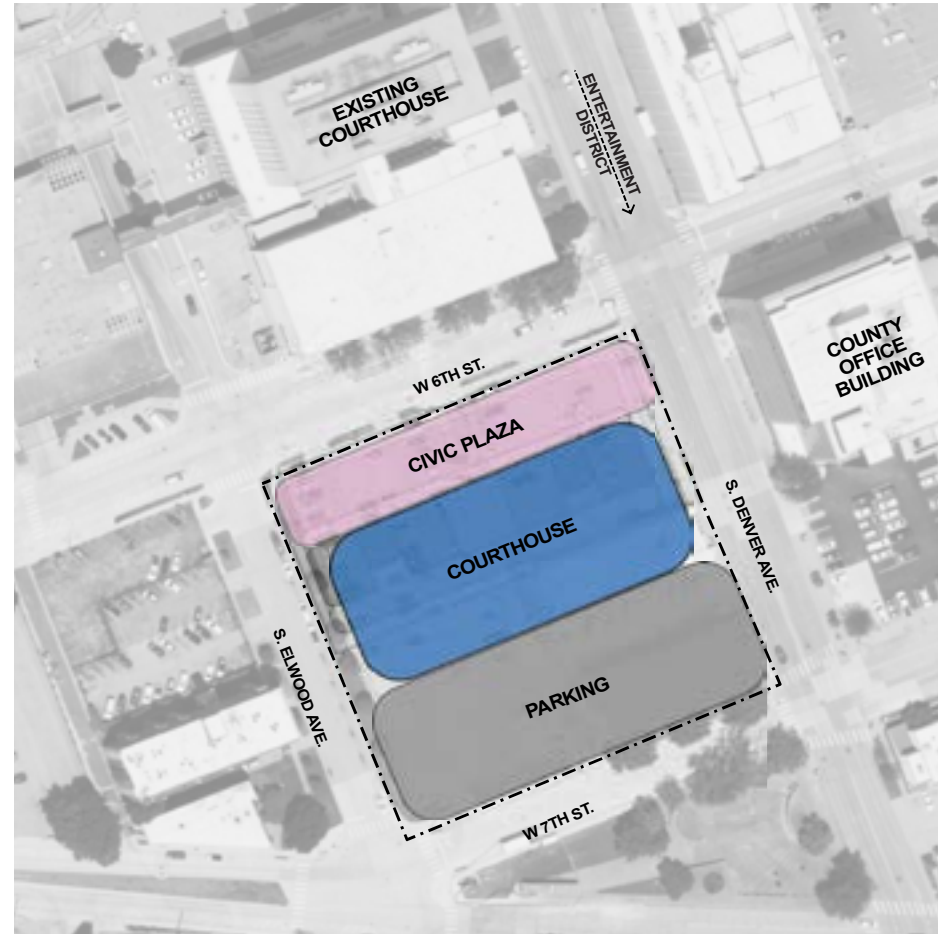 EXISTING
COURTHOUSE
ENTERTAINMENT
DISTRICT
COUNTY
OFFICE
BUILDING
W 6TH ST.
CIVIC PLAZA
COURTHOUSE
S. DENVER AVE.
S. ELWOOD AVE.
PARKING
W 7TH ST.